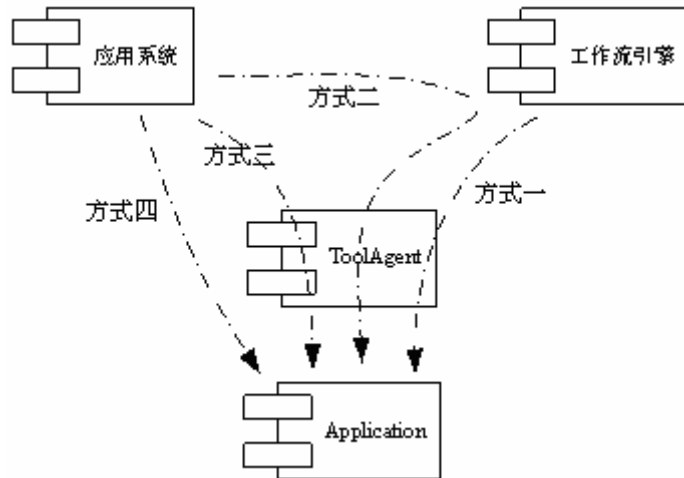 应用系统
工作流引擎
方式二
方式三
方式一
方式四
ToolAgent
Application